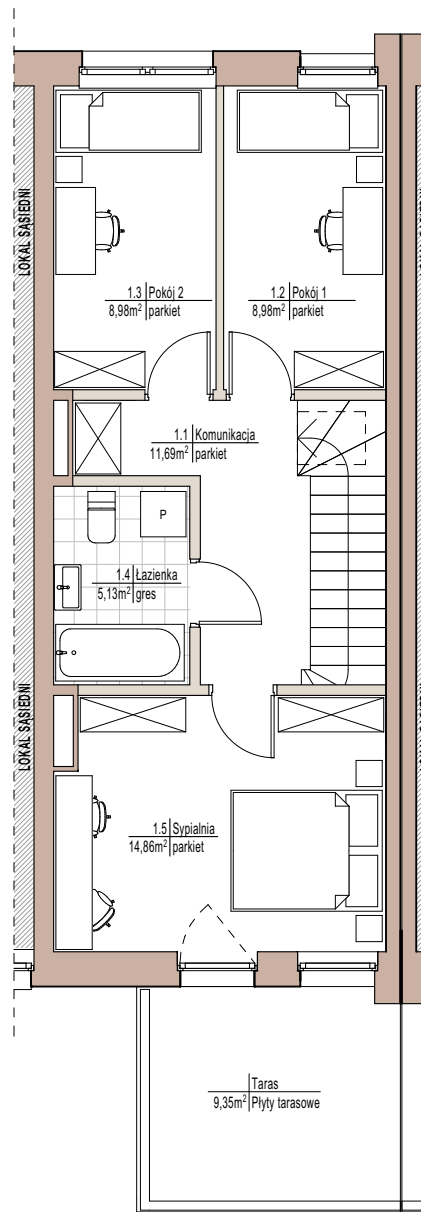 LOKAL SĄSIEDNI
1.3 Pokój 2
8,98m² parkiet
1.2 Pokój 1
8,98m² parkiet
1.1 Komunikacja
11,69m² parkiet
P
1.4 Łazienka
5,13m² gres
LOKAL SĄSIEDNI
1.5 Sypialnia
14,86m² parkiet
Taras
9,35m² Płyty tarasowe